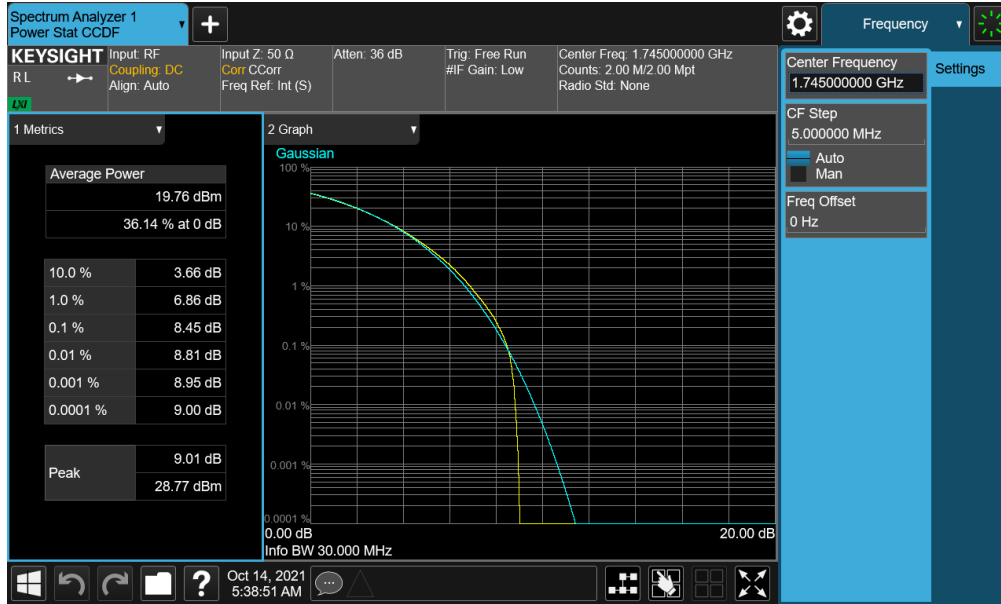 Spectrum Analyzer 1
Power Stat CCDF
+
Frequency
KEYSIGHT
R L
LXI
Input: RF
Coupling: DC
Align: Auto
Input Z: 50 Ω
Corr CCorr
Freq Ref: Int (S)
Atten: 36 dB
Trig: Free Run
#IF Gain: Low
Center Freq: 1.745000000 GHz
Counts: 2.00 M/2.00 Mpt
Radio Std: None
Center Frequency
1.745000000 GHz
Settings
CF Step
5.000000 MHz
Auto
Man
Freq Offset
0 Hz
1 Metrics
Average Power
19.76 dBm
36.14 % at 0 dB
10.0 % 3.66 dB
1.0 % 6.86 dB
0.1 % 8.45 dB
0.01 % 8.81 dB
0.001 % 8.95 dB
0.0001 % 9.00 dB
Peak
9.01 dB
28.77 dBm
2 Graph
Gaussian
100 %
10 %
1 %
0.1 %
0.01 %
0.001 %
0.0001 %
0.00 dB 20.00 dB
Info BW 30.000 MHz
?
Oct 14, 2021
5:38:51 AM